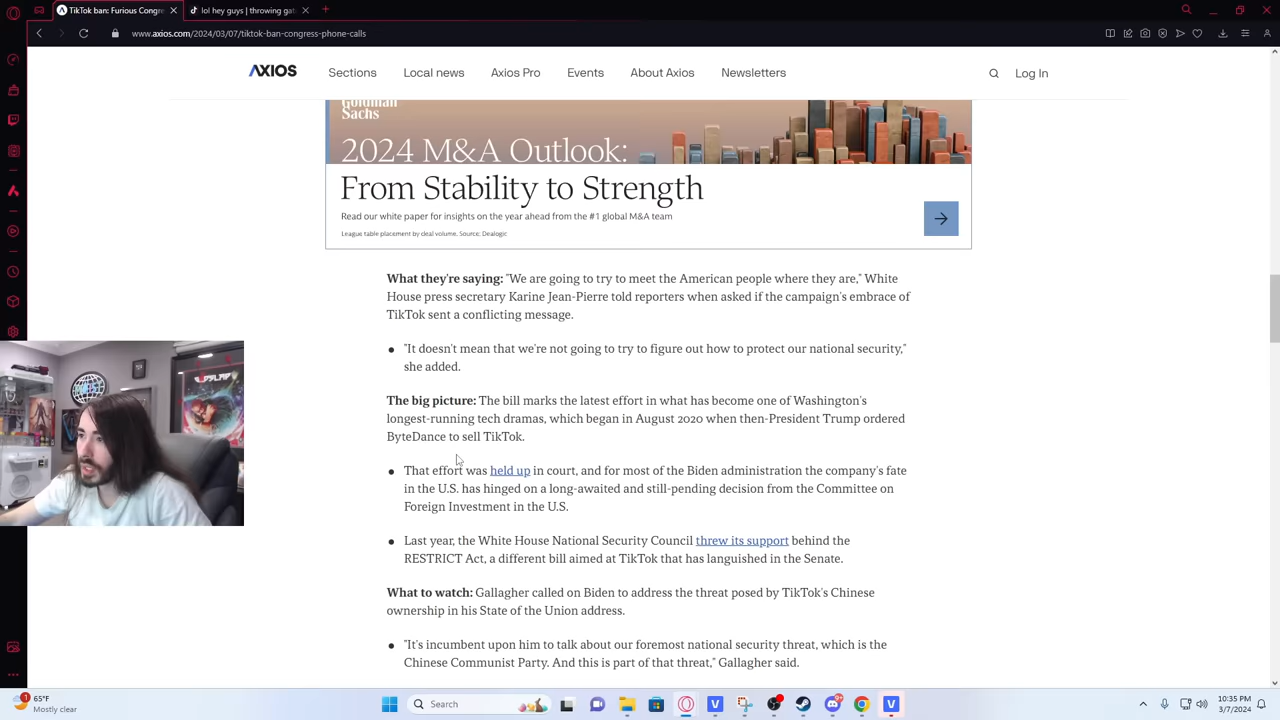 TikTok ban: Furious Congre
jets | throwing ga
axios.com/2024/03/07/tiktok-ban-congress-phone-calls
AXIOS
Sections
Local news
Axios Pro
Events
About Axios
Newsletters
Log In
Goldman
Sachs
2024 M&A Outlook:
From Stability to Strength
Read our white paper for insights on the year ahead from the #1 global M&A team
League table placement by deal volume. Source: Dealogic
What they're saying: "We are going to try to meet the American people where they are," White
House press secretary Karine Jean-Pierre told reporters when asked if the campaign's embrace of
TikTok sent a conflicting message.
"It doesn't mean that we're not going to try to figure out how to protect our national security,"
she added.
The big picture: The bill marks the latest effort in what has become one of Washington's
longest-running tech dramas, which began in August 2020 when then-President Trump ordered
ByteDance to sell TikTok.
That effort was held up in court, and for most of the Biden administration the company's fate
in the U.S. has hinged on a long-awaited and still-pending decision from the Committee on
Foreign Investment in the U.S.
Last year, the White House National Security Council threw its support behind the
RESTRICT Act, a different bill aimed at TikTok that has languished in the Senate.
What to watch: Gallagher called on Biden to address the threat posed by TikTok's Chinese
ownership in his State of the Union address.
"It's incumbent upon him to talk about our foremost national security threat, which is the
Chinese Communist Party. And this is part of that threat," Gallagher said.
1
65°F
Mostly clear
Search
9+
10:35 PM
3/7/2024